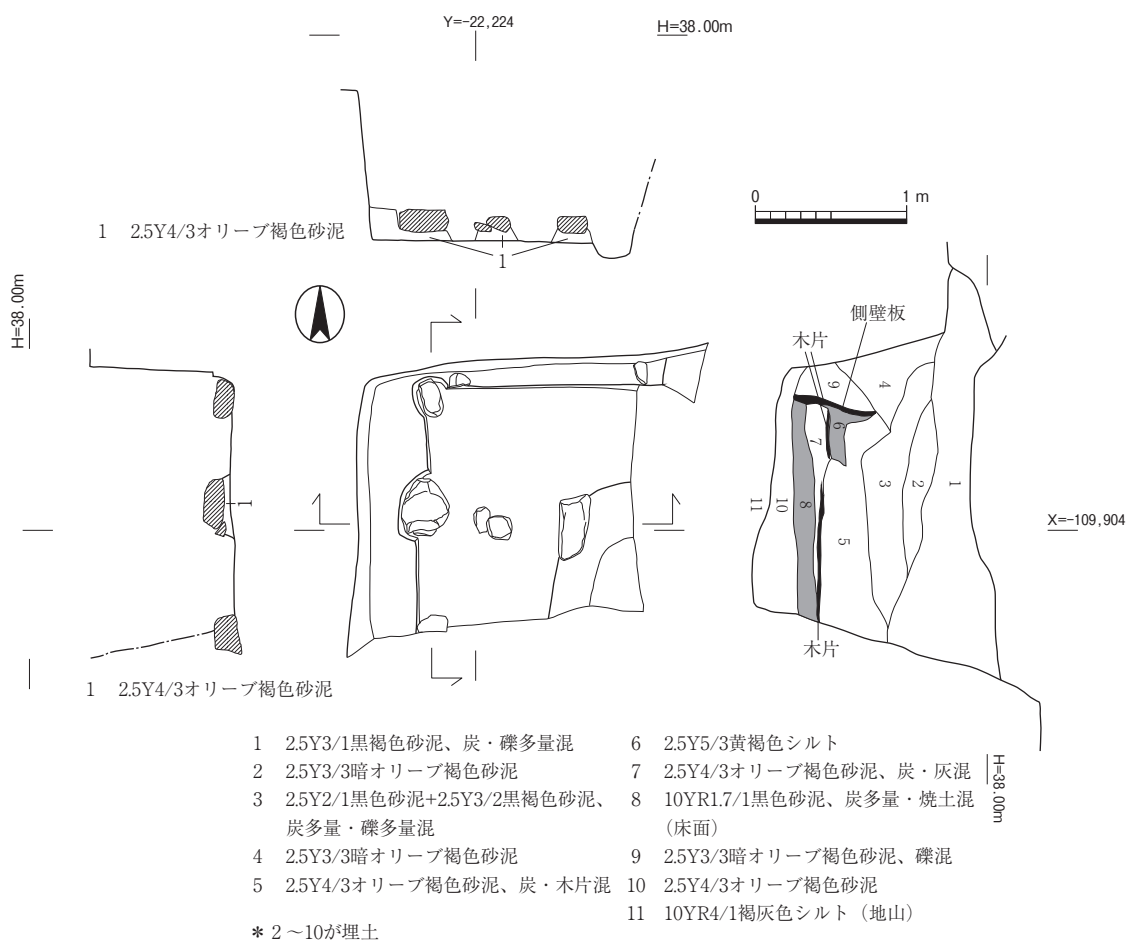 Y=-22,224
H=38.00m
0 1 m
1 2.5Y4/3オリーブ褐色砂泥
1
H=38.00m
側壁板
木片
9
4
6
7
3
2
1
1
11
10
8
5
X=-109,904
木片
1 2.5Y4/3オリーブ褐色砂泥
H=38.00m
1 2.5Y3/1黒褐色砂泥、炭・礫多量混
2 2.5Y3/3暗オリーブ褐色砂泥
3 2.5Y2/1黒色砂泥+2.5Y3/2黒褐色砂泥、
炭多量・礫多量混
4 2.5Y3/3暗オリーブ褐色砂泥
5 2.5Y4/3オリーブ褐色砂泥、炭・木片混
6 2.5Y5/3黄褐色シルト
7 2.5Y4/3オリーブ褐色砂泥、炭・灰混
8 10YR1.7/1黒色砂泥、炭多量・焼土混
(床面)
9 2.5Y3/3暗オリーブ褐色砂泥、礫混
10 2.5Y4/3オリーブ褐色砂泥
11 10YR4/1褐灰色シルト（地山）
＊2～10が埋土